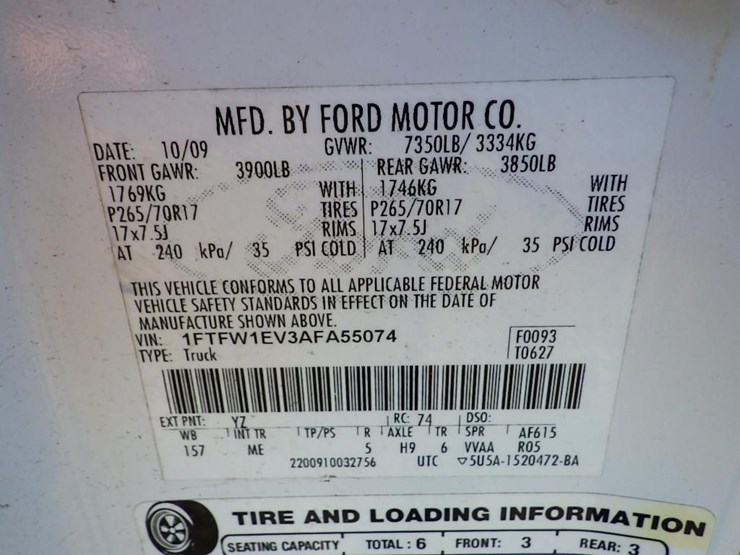 MFD. BY FORD MOTOR CO.
DATE: 10/09 GVWR: 7350LB/ 3334KG
FRONT GAWR: 3900LB REAR GAWR: 3850LB
1769KG WITH 1746KG WITH
P265/70R17 TIRES P265/70R17 TIRES
17x7.5J RIMS 17x7.5J RIMS
AT 240 kPa/ 35 PSI COLD AT 240 kPa/ 35 PSI COLD
THIS VEHICLE CONFORMS TO ALL APPLICABLE FEDERAL MOTOR
VEHICLE SAFETY STANDARDS IN EFFECT ON THE DATE OF
MANUFACTURE SHOWN ABOVE.
VIN: 1FTFW1EV3AFA55074 F0093
TYPE: Truck T0627
EXT PNT: YZ RC: 74 DSO:
WB INT TR TP/PS R AXLE TR SPR AF615
157 ME 5 H9 6 VVAA R05
2200910032756 UTC ▽5U5A-1520472-BA
TIRE AND LOADING INFORMATION
SEATING CAPACITY TOTAL: 6 FRONT: 3 REAR: 3